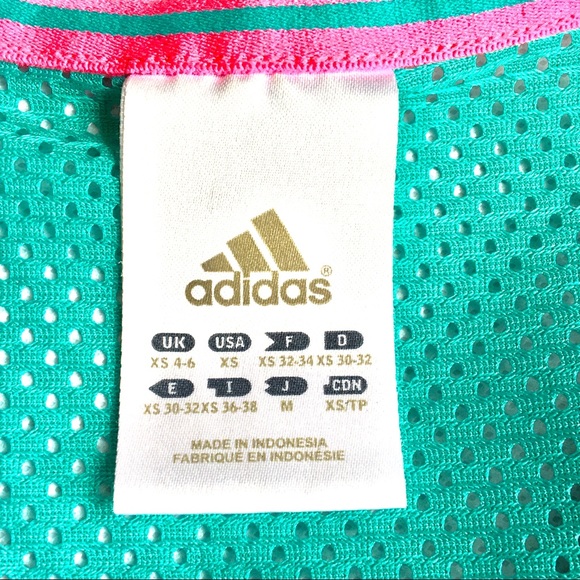 adidas®
UK USA F D
XS 4-6 XS XS 32-34 XS 30-32
E I J CDN
XS 30-32 XS 36-38 M XS/TP
MADE IN INDONESIA
FABRIQUÉ EN INDONÉSIE